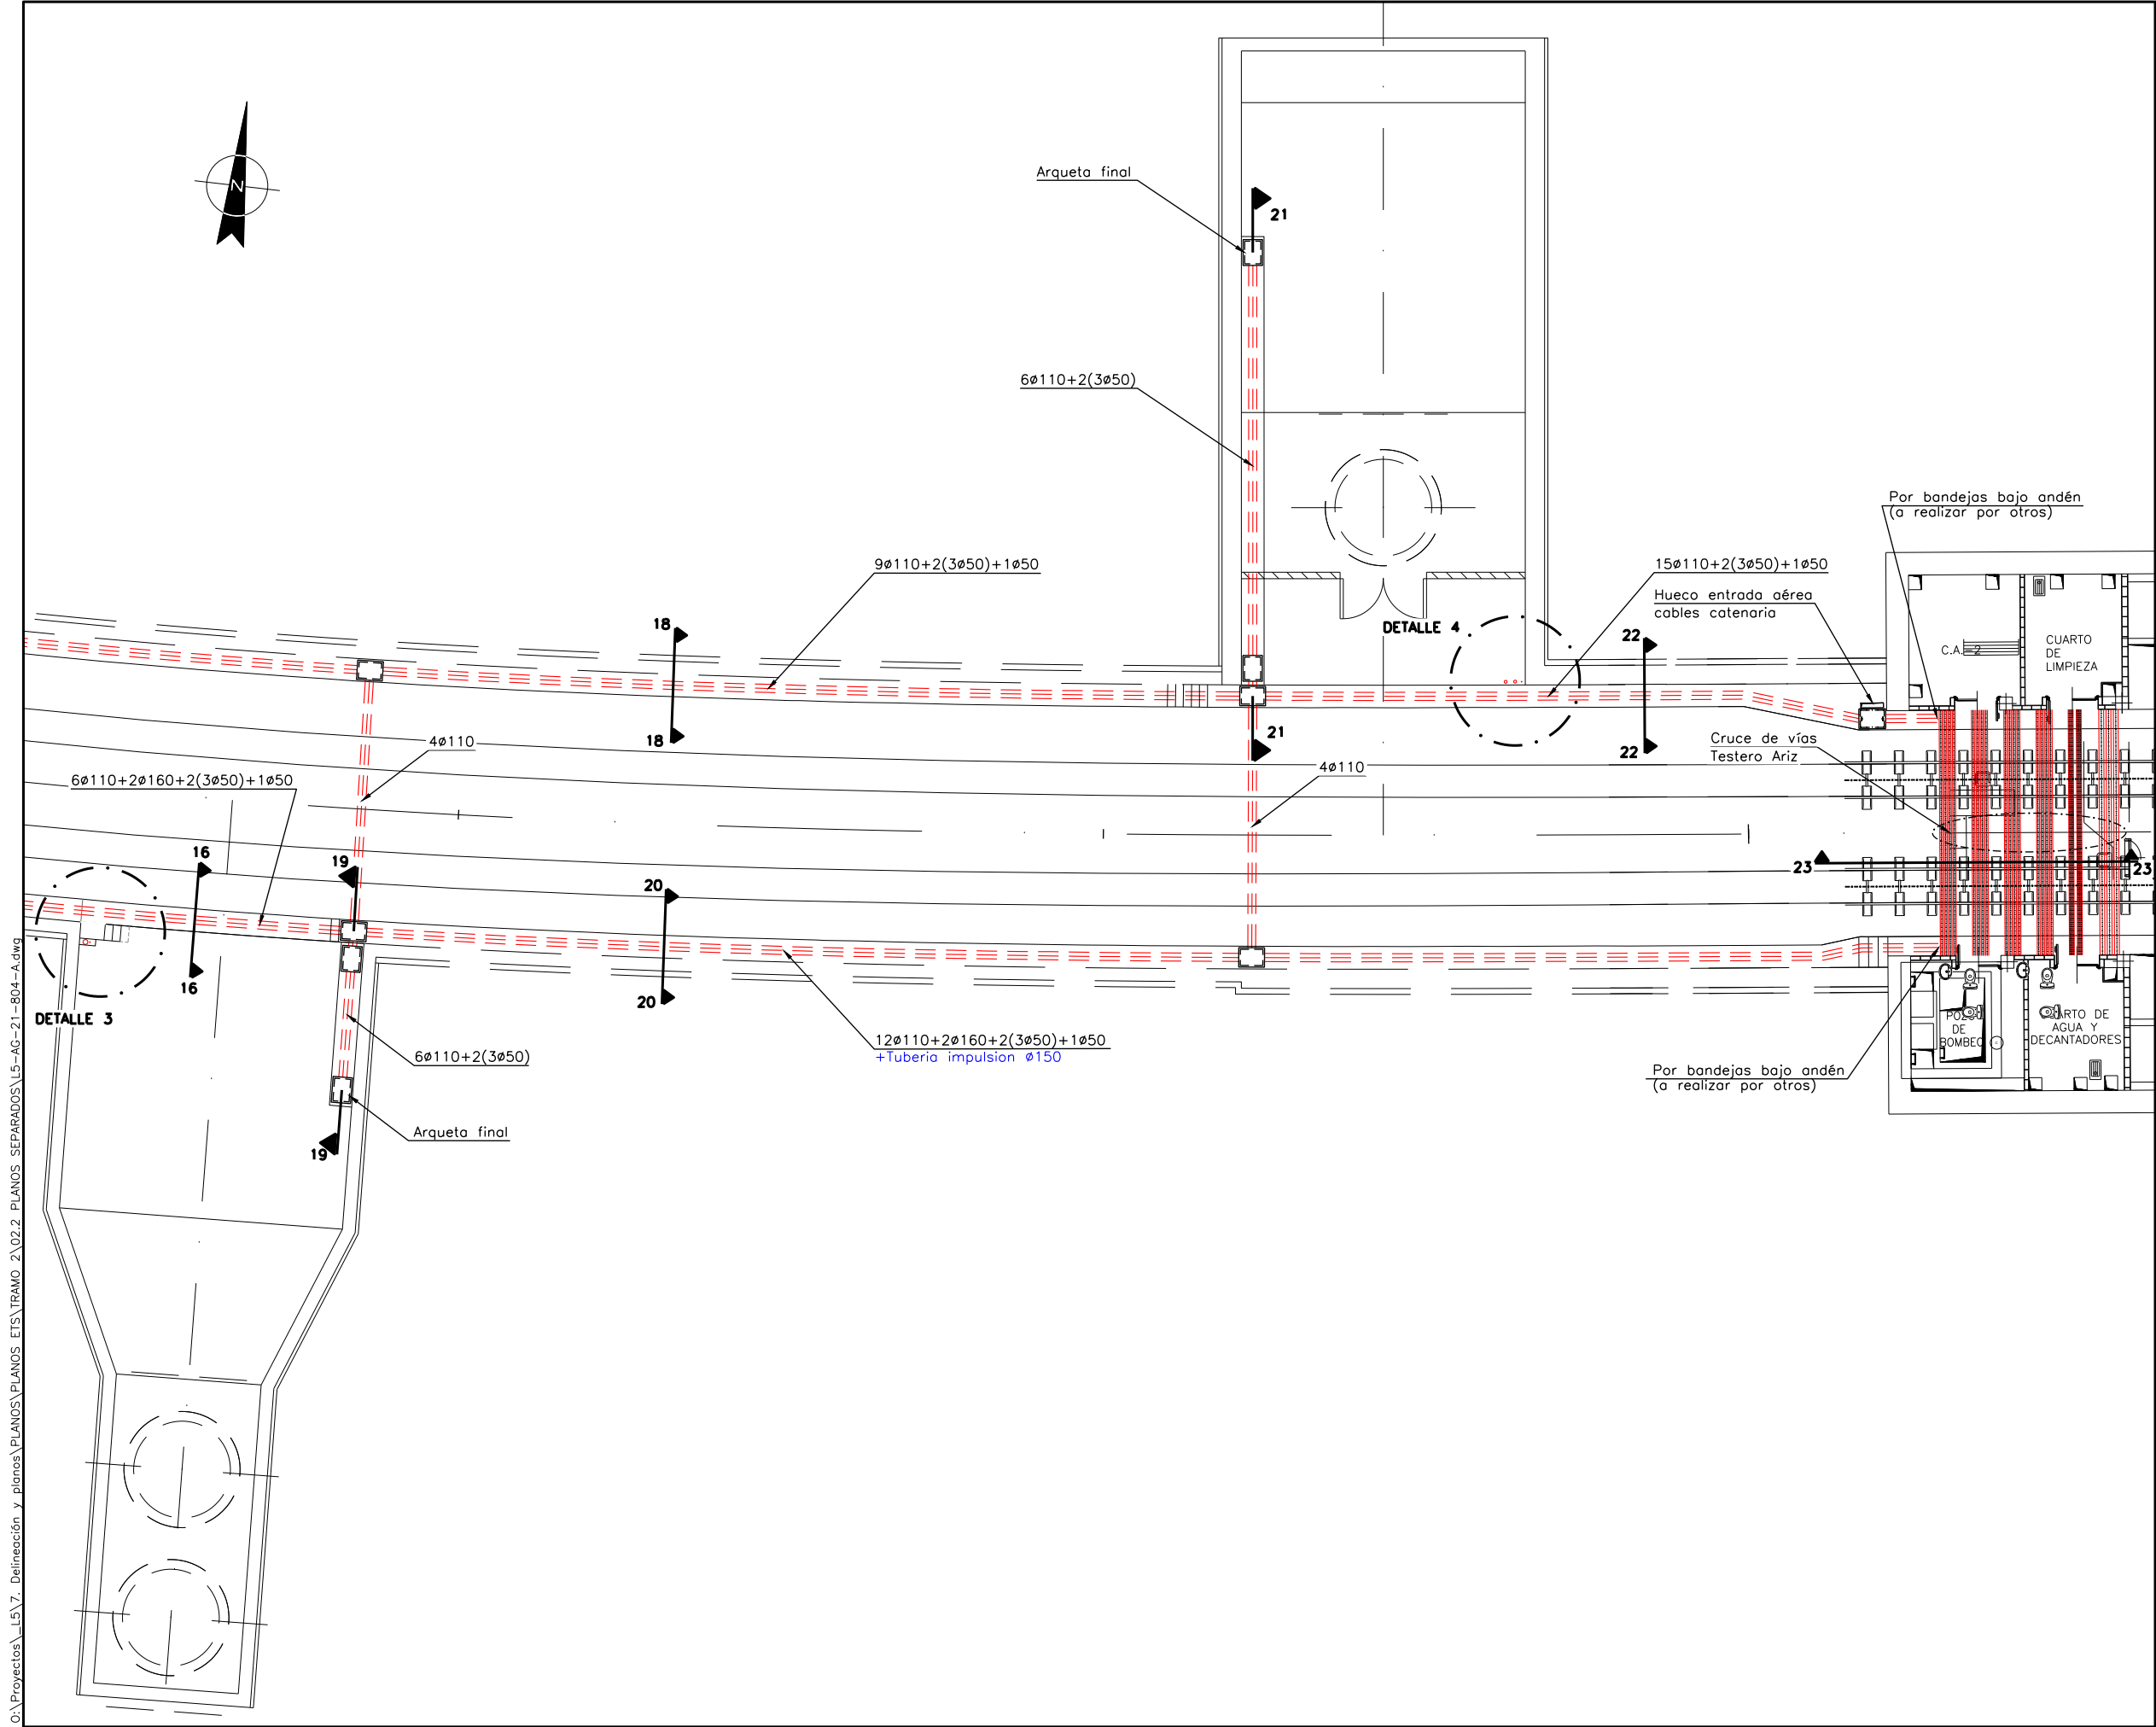 N
Arqueta final
21
6ø110+2(3ø50)
Por bandejas bajo andén
(a realizar por otros)
9ø110+2(3ø50)+1ø50
15ø110+2(3ø50)+1ø50
Hueco entrada aérea
cables catenaria
18
DETALLE 4
22
CUARTO
DE
LIMPIEZA
C.A.-2
18
21
22
4ø110
Cruce de vías
Testero Ariz
4ø110
6ø110+2ø160+2(3ø50)+1ø50
16
19
20
23
23
16
20
DETALLE 3
12ø110+2ø160+2(3ø50)+1ø50
+Tuberia impulsion ø150
DE
BOMBEO
DE
AGUA Y
DECANTADORES
6ø110+2(3ø50)
Por bandejas bajo andén
(a realizar por otros)
Arqueta final
19
O:\Proyectos\_L5\7. Delineación y planos\PLANOS\PLANOS ETS\TRAMO 2\02.2 PLANOS SEPARADOS\L5-AG-21-804-A.dwg